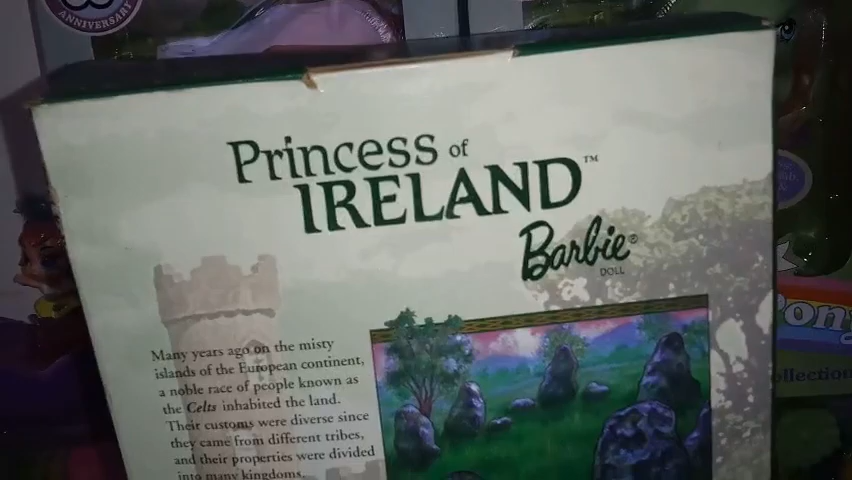 ANNIVERSARY
Princess of
IRELAND™
Barbie®
DOLL
Many years ago on the misty
islands of the European continent,
a noble race of people known as
the Celts inhabited the land.
Their customs were diverse since
they came from different tribes,
and their properties were divided
into many kingdoms.
Pony
ollection